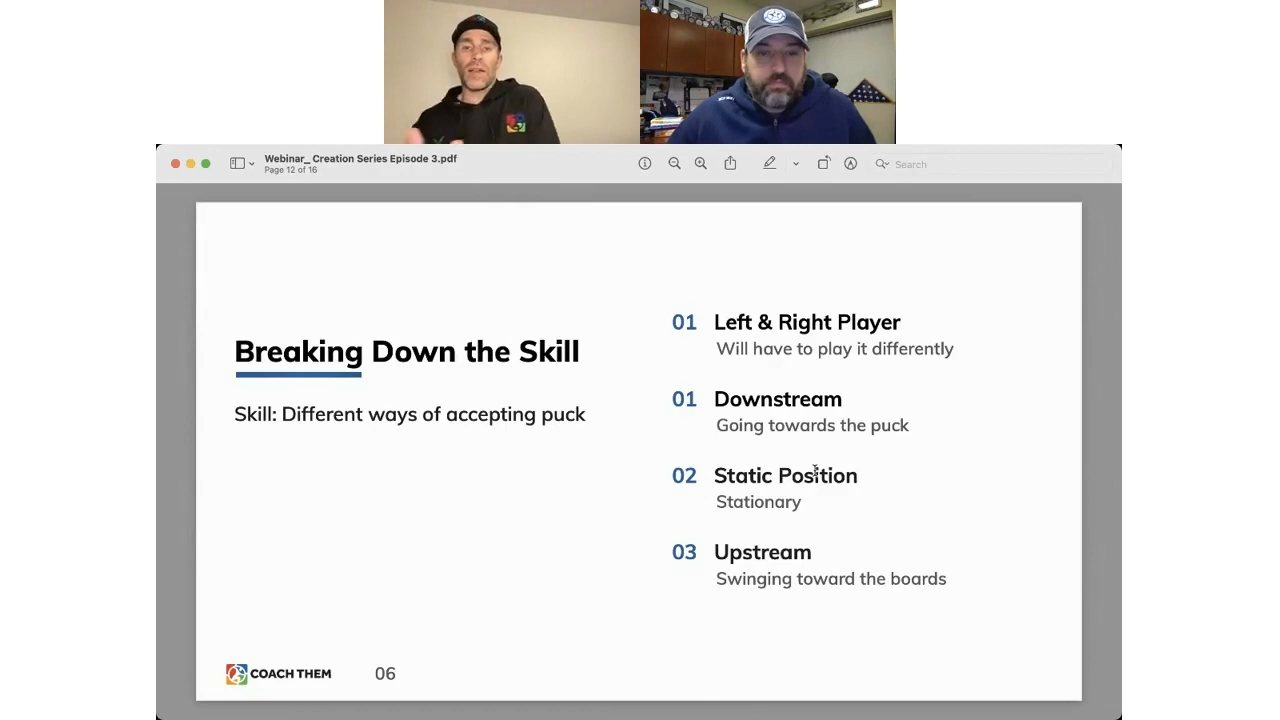 Webinar_ Creation Series Episode 3.pdf
Page 12 of 16
Search
Breaking Down the Skill
Skill: Different ways of accepting puck
01 Left & Right Player
Will have to play it differently
01 Downstream
Going towards the puck
02 Static Position
Stationary
03 Upstream
Swinging toward the boards
COACH THEM 06